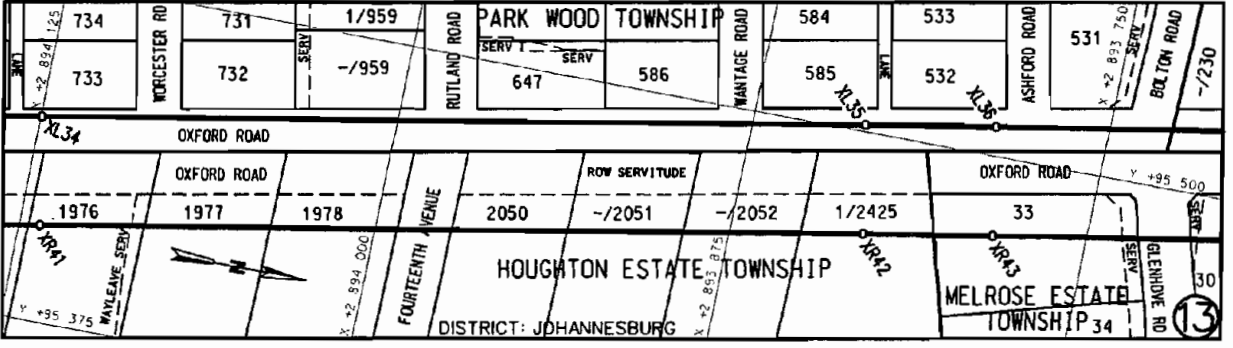 734
X +2 894 125
WORCESTER RD
731
1/959
RUTLAND ROAD
PARK WOOD TOWNSHIP
WANTAGE ROAD
584
533
ASHFORD ROAD
531
X +2 893 750
SERV
BOLTON ROAD
-/230
LANE
733
732
SERV
-/959
SERV I
SERV
647
586
585
LANE
532
XL34
XL35
XL36
OXFORD ROAD
OXFORD ROAD
ROW SERVITUDE
OXFORD ROAD
Y +95 500
1976
1977
1978
FOURTEENTH AVENUE
2050
-/2051
-/2052
1/2425
33
SERV
XR41
WAYLEAVE SERV
N
X +2 894 000
HOUGHTON ESTATE TOWNSHIP
X +2 893 875
XR42
XR43
SERV
GLENHOVE RD
30
Y +95 375
DISTRICT: JOHANNESBURG
MELROSE ESTATE
TOWNSHIP 34
13